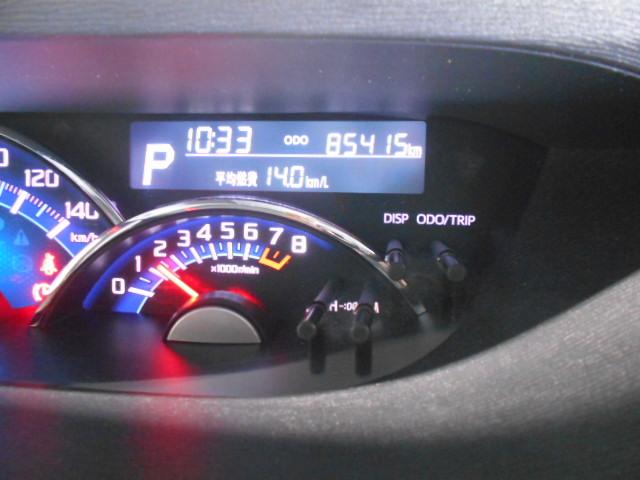 10:33 ODO 85415km
P
平均燃費 14.0km/L
120
140
km/h
DISP ODO/TRIP
0 1 2 3 4 5 6 7 8
x1000r/min